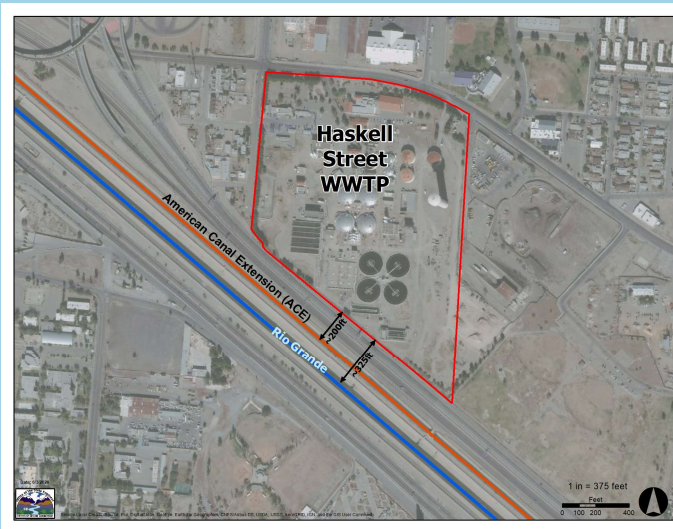 Haskell
Street
WWTP
American Canal Extension (ACE)
~200ft
Rio Grande
~325ft
1 in = 375 feet
Feet
0 100 200 400